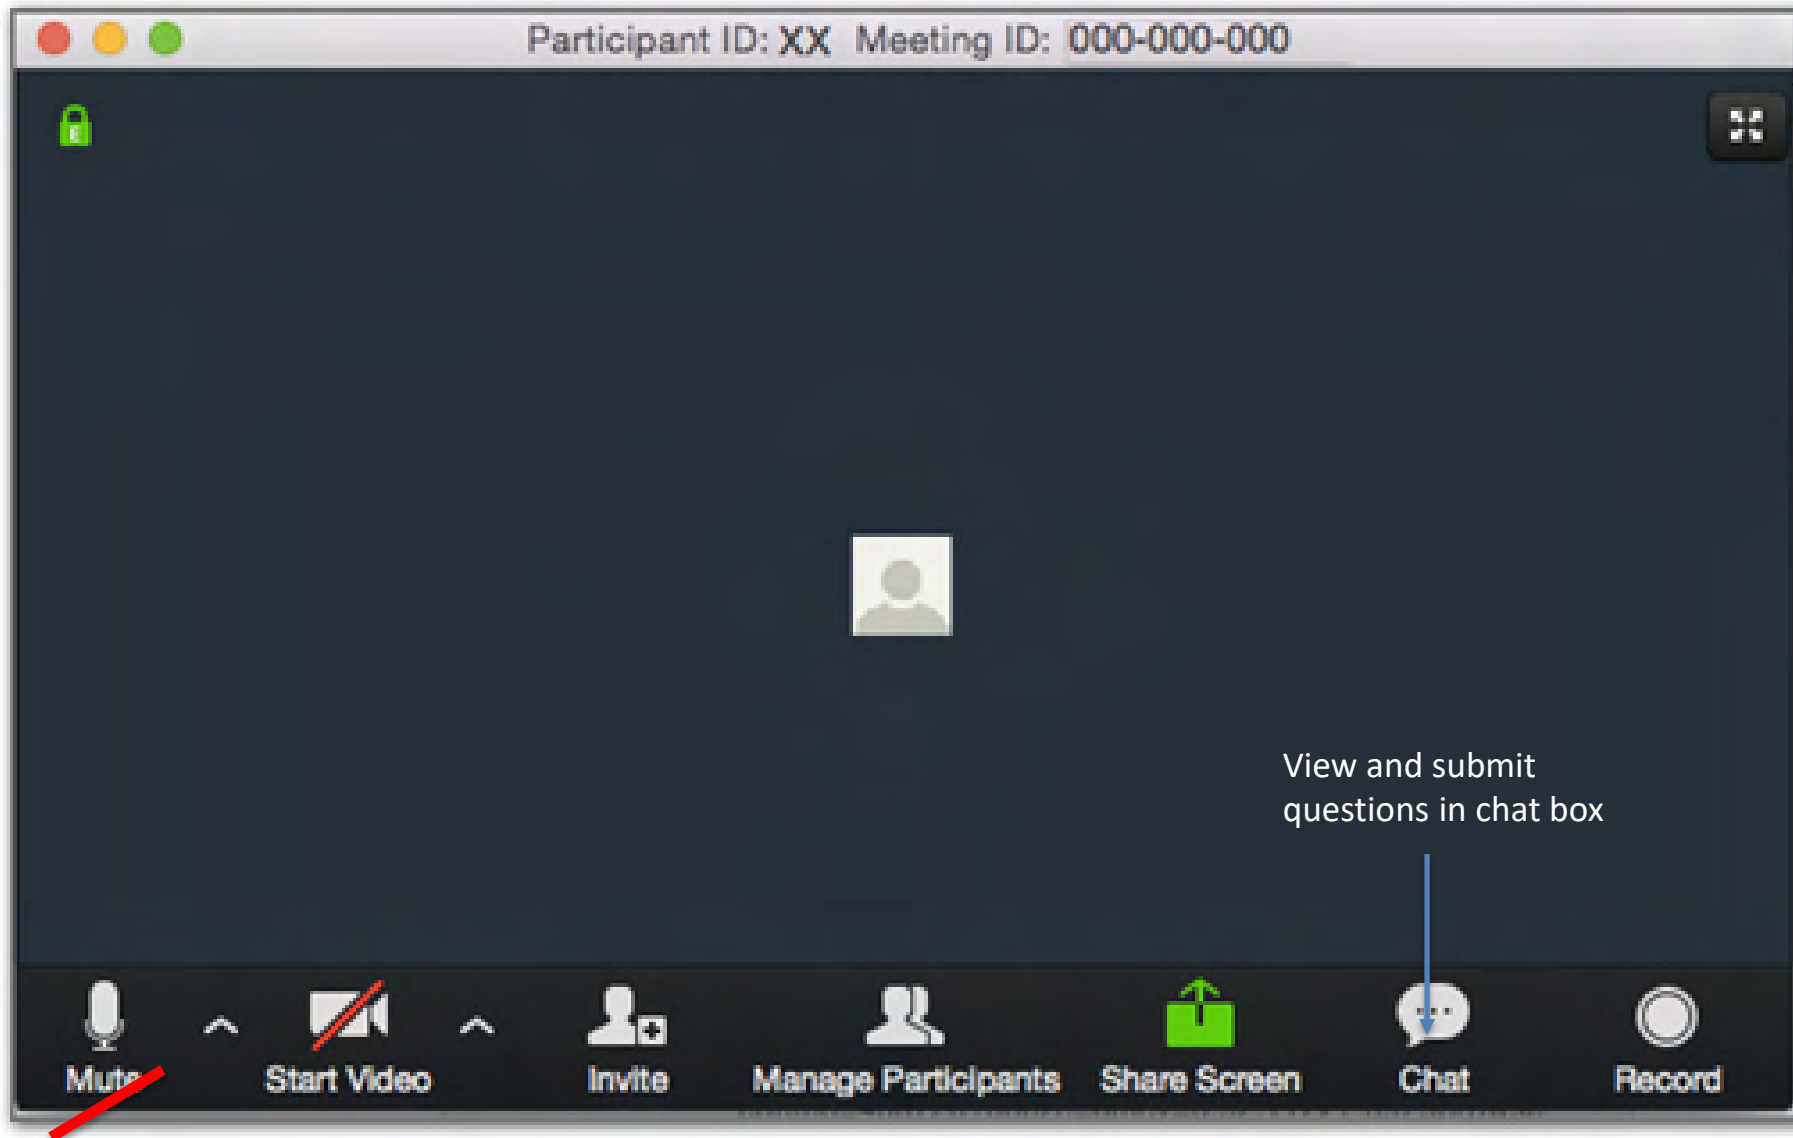 Participant ID: XX Meeting ID: 000-000-000
View and submit
questions in chat box
Mute
Start Video
Invite
Manage Participants
Share Screen
Chat
Record